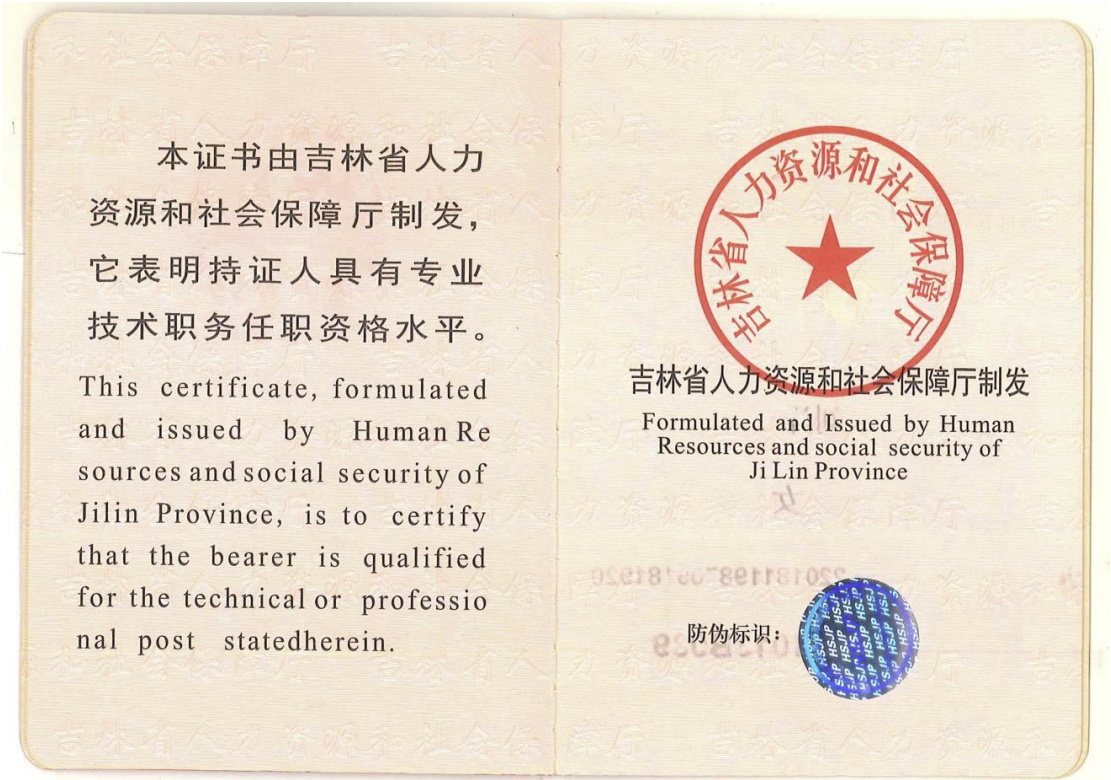 本证书由吉林省人力
资源和社会保障厅制发，
它表明持证人具有专业
技术职务任职资格水平。
This certificate, formulated
and issued by Human Re
sources and social security of
Jilin Province, is to certify
that the bearer is qualified
for the technical or professio
nal post statedherein.
吉林省人力资源和社会保障厅
吉林省人力资源和社会保障厅制发
Formulated and Issued by Human
Resources and social security of
Ji Lin Province
防伪标识：
HSJP